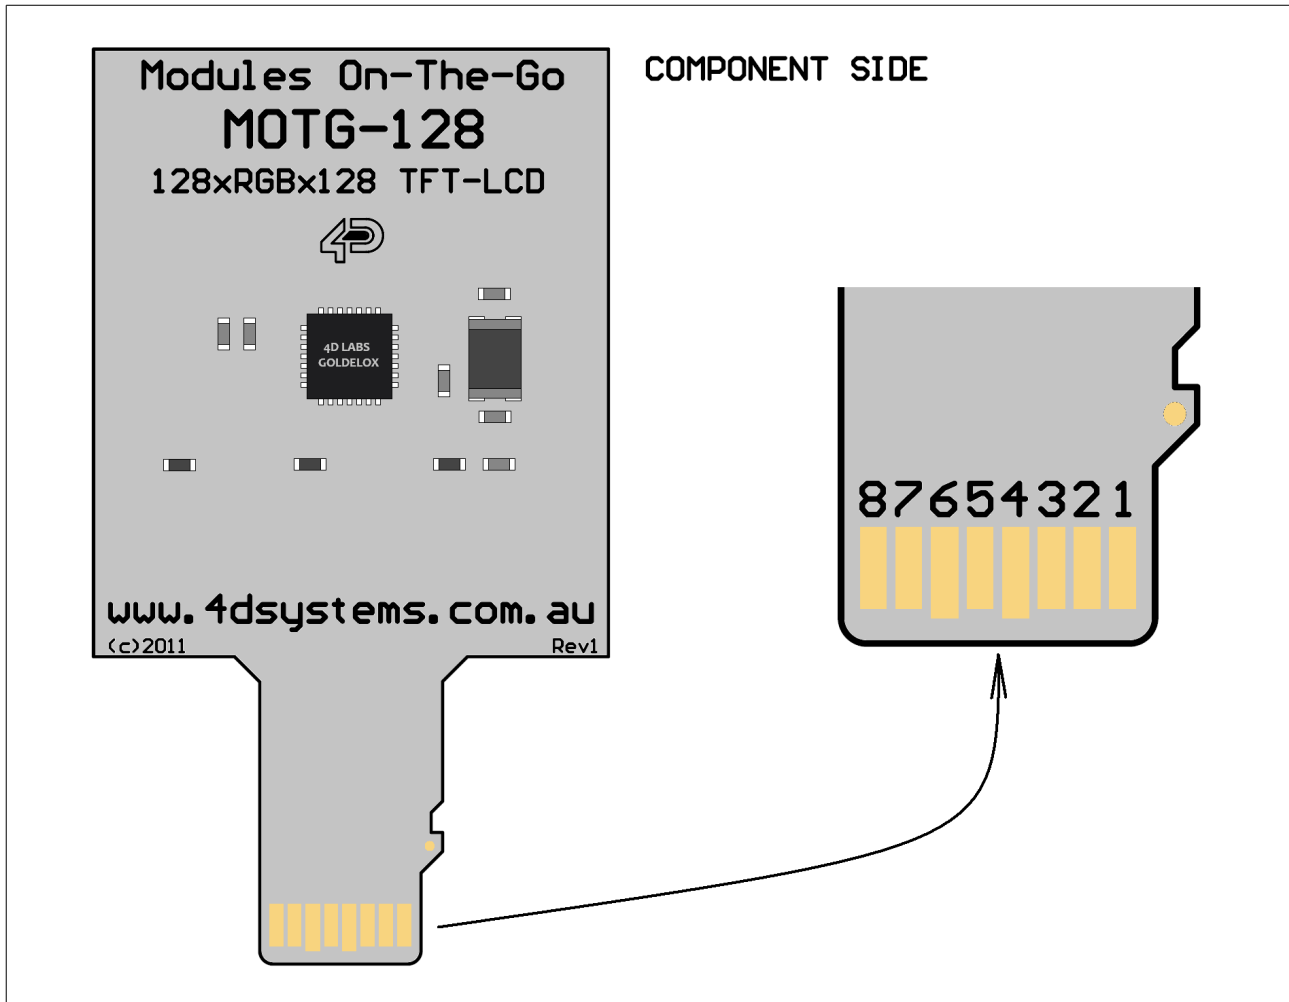 Modules On-The-Go
MOTG-128
128xRGBx128 TFT-LCD
4D
4D LABS
GOLDELOX
www.4dsystems.com.au
(c)2011 Rev1
COMPONENT SIDE
87654321